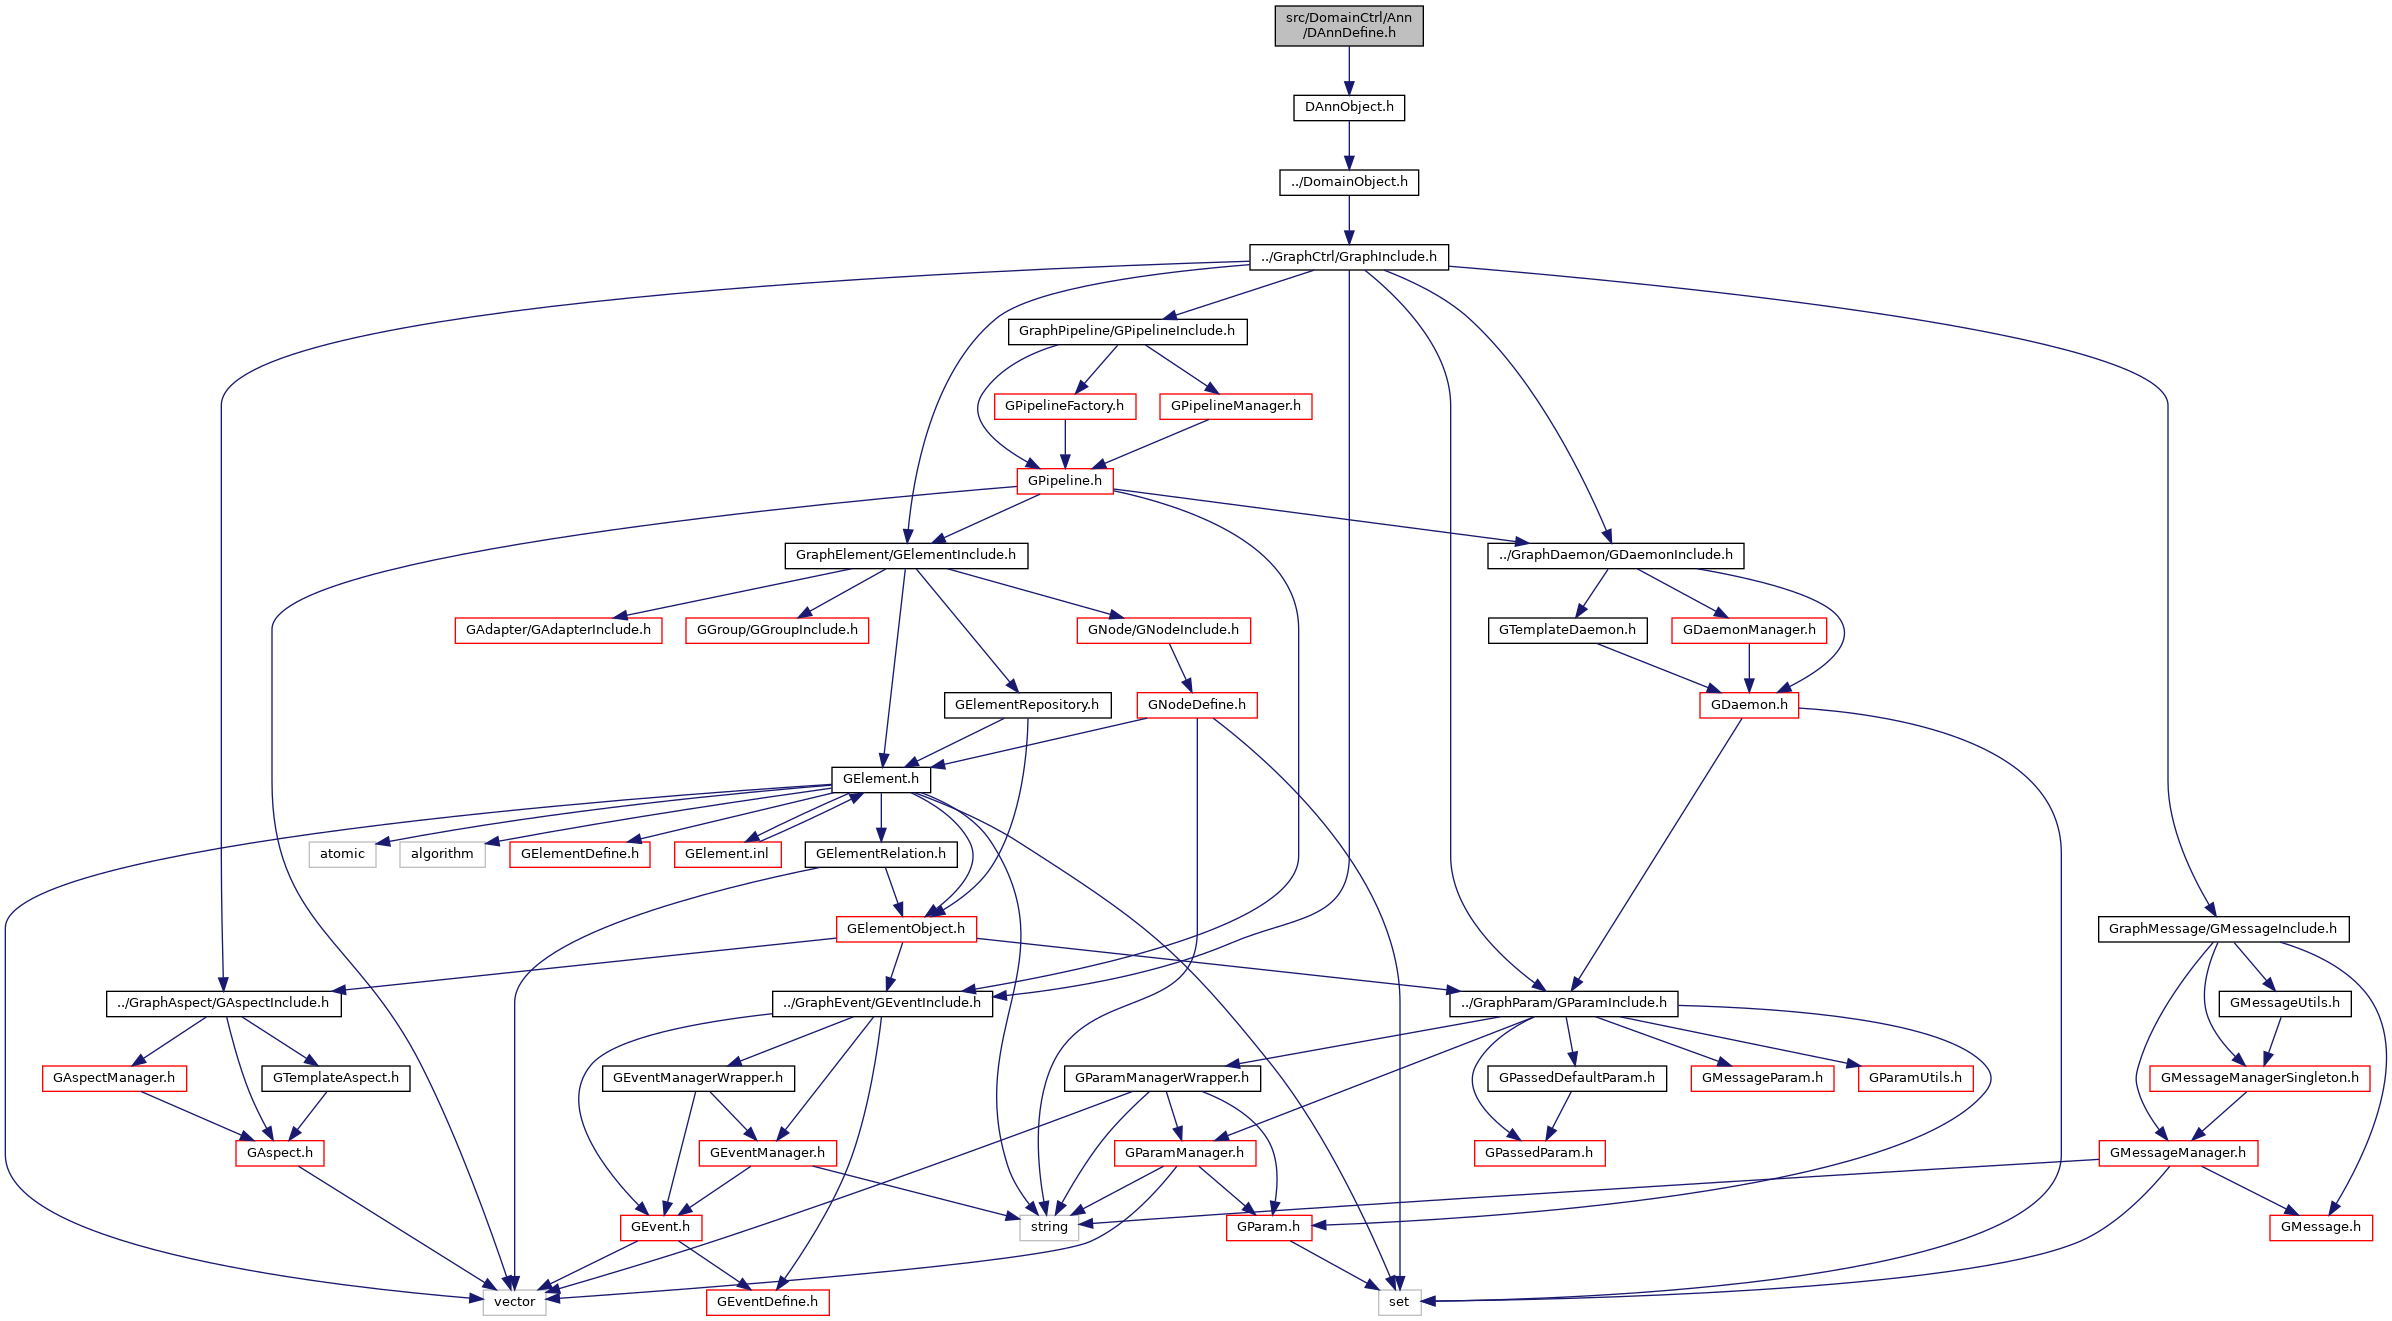 src/DomainCtrl/Ann
/DAnnDefine.h
DAnnObject.h
../DomainObject.h
../GraphCtrl/GraphInclude.h
GraphPipeline/GPipelineInclude.h
GPipelineFactory.h
GPipelineManager.h
GPipeline.h
GraphElement/GElementInclude.h
../GraphDaemon/GDaemonInclude.h
GAdapter/GAdapterInclude.h
GGroup/GGroupInclude.h
GNode/GNodeInclude.h
GTemplateDaemon.h
GDaemonManager.h
GElementRepository.h
GNodeDefine.h
GDaemon.h
GElement.h
atomic
algorithm
GElementDefine.h
GElement.inl
GElementRelation.h
GElementObject.h
GraphMessage/GMessageInclude.h
../GraphAspect/GAspectInclude.h
../GraphEvent/GEventInclude.h
../GraphParam/GParamInclude.h
GMessageUtils.h
GAspectManager.h
GTemplateAspect.h
GEventManagerWrapper.h
GParamManagerWrapper.h
GPassedDefaultParam.h
GMessageParam.h
GParamUtils.h
GMessageManagerSingleton.h
GAspect.h
GEventManager.h
GParamManager.h
GPassedParam.h
GMessageManager.h
GEvent.h
string
GParam.h
GMessage.h
vector
GEventDefine.h
set